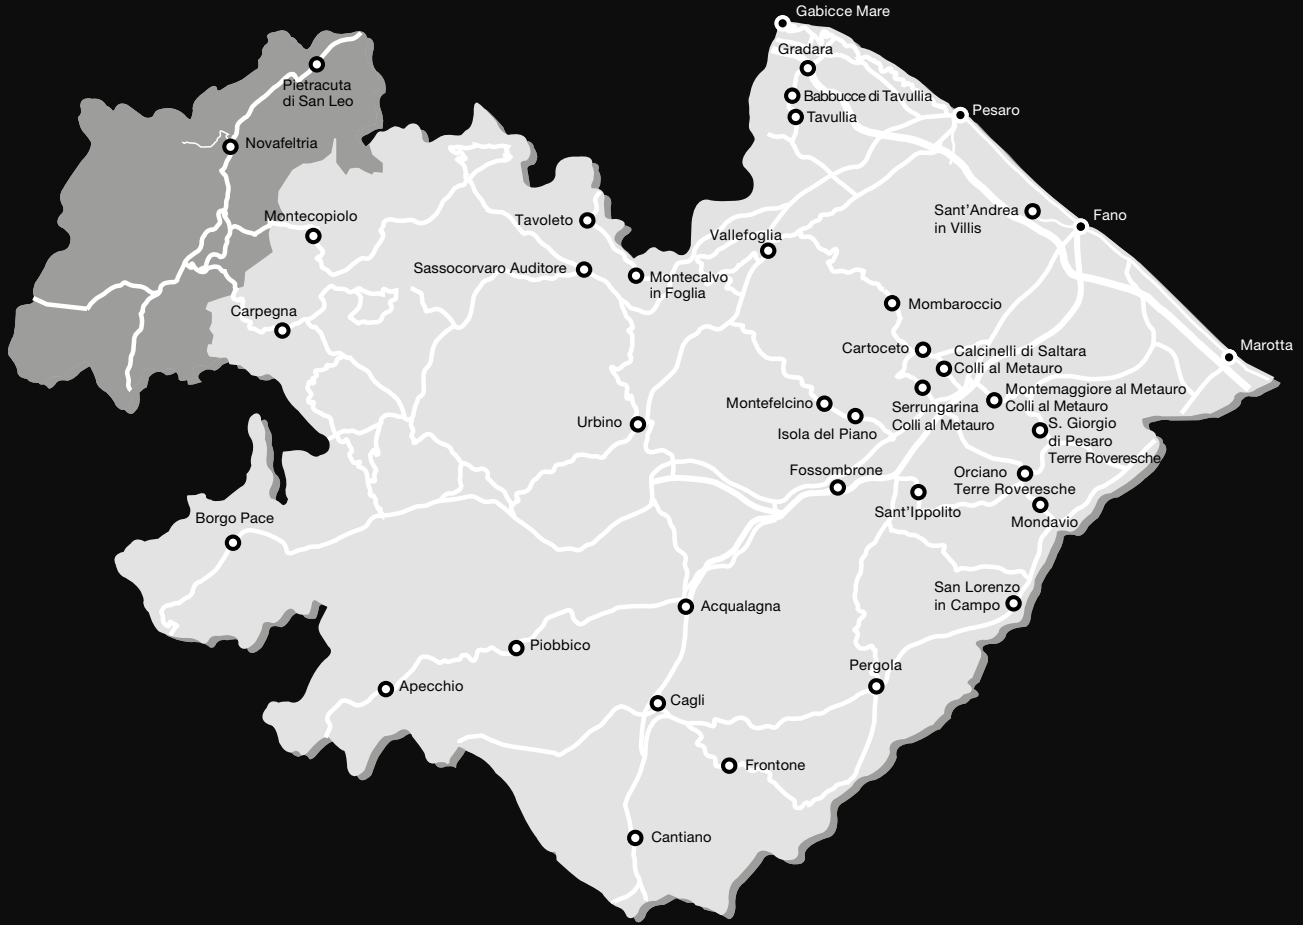 Gabicce Mare
Gradara
Pietracuta
di San Leo
Babbucce di Tavullia
Pesaro
Tavullia
Novafeltria
Montecopiolo
Tavoleto
Sant'Andrea
in Villis
Fano
Vallefoglia
Sassocorvaro Auditore
Montecalvo
in Foglia
Carpegna
Mombaroccio
Marotta
Cartoceto
Calcinelli di Saltara
Colli al Metauro
Montemaggiore al Metauro
Colli al Metauro
Montefelcino
Serrungarina
Colli al Metauro
Urbino
Isola del Piano
S. Giorgio
di Pesaro
Terre Roveresche
Fossombrone
Orciano
Terre Roveresche
Sant'Ippolito
Mondavio
Borgo Pace
San Lorenzo
in Campo
Acqualagna
Piobbico
Pergola
Apecchio
Cagli
Frontone
Cantiano